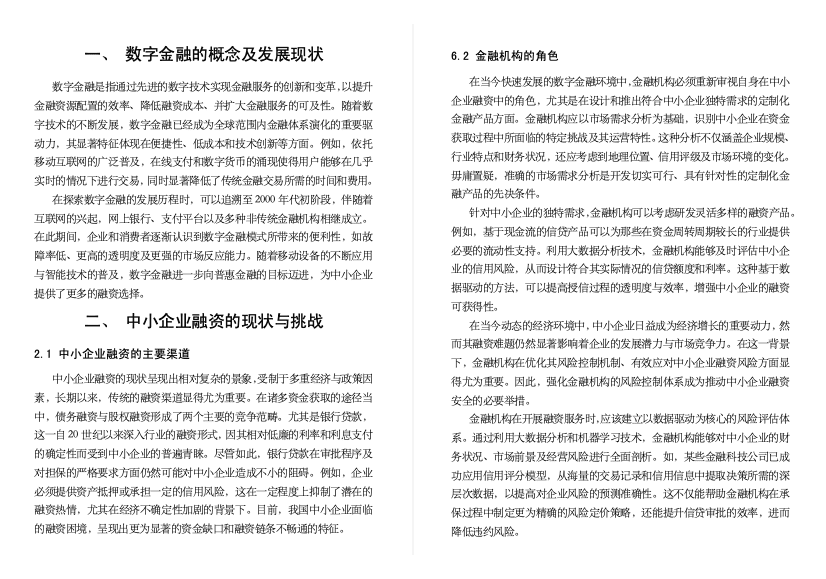 一、 数字金融的概念及发展现状
数字金融是指通过先进的数字技术实现金融服务的创新和变革,以提升
金融资源配置的效率、降低融资成本、并扩大金融服务的可及性。随着数
字技术的不断发展，数字金融已经成为全球范围内金融体系演化的重要驱
动力，其显著特征体现在便捷性、低成本和技术创新等方面。例如，依托
移动互联网的广泛普及，在线支付和数字货币的涌现使得用户能够在几乎
实时的情况下进行交易，同时显著降低了传统金融交易所需的时间和费用。
在探索数字金融的发展历程时，可以追溯至 2000 年代初阶段，伴随着
互联网的兴起，网上银行、支付平台以及多种非传统金融机构相继成立。
在此期间，企业和消费者逐渐认识到数字金融模式所带来的便利性，如故
障率低、更高的透明度及更强的市场反应能力。随着移动设备的不断应用
与智能技术的普及，数字金融进一步向普惠金融的目标迈进，为中小企业
提供了更多的融资选择。
二、 中小企业融资的现状与挑战
2.1 中小企业融资的主要渠道
中小企业融资的现状呈现出相对复杂的景象,受制于多重经济与政策因
素，长期以来，传统的融资渠道显得尤为重要。在诸多资金获取的途径当
中，债务融资与股权融资形成了两个主要的竞争范畴。尤其是银行贷款，
这一自 20 世纪以来深入行业的融资形式，因其相对低廉的利率和利息支付
的确定性而受到中小企业的普遍青睐。尽管如此，银行贷款在审批程序及
对担保的严格要求方面仍然可能对中小企业造成不小的阻碍。例如，企业
必须提供资产抵押或承担一定的信用风险，这在一定程度上抑制了潜在的
融资热情，尤其在经济不确定性加剧的背景下。目前，我国中小企业面临
的融资困境，呈现出更为显著的资金缺口和融资链条不畅通的特征。
6.2 金融机构的角色
在当今快速发展的数字金融环境中,金融机构必须重新审视自身在中小
企业融资中的角色，尤其是在设计和推出符合中小企业独特需求的定制化
金融产品方面。金融机构应以市场需求分析为基础，识别中小企业在资金
获取过程中所面临的特定挑战及其运营特性。这种分析不仅涵盖企业规模、
行业特点和财务状况，还应考虑到地理位置、信用评级及市场环境的变化。
毋庸置疑，准确的市场需求分析是开发切实可行、具有针对性的定制化金
融产品的先决条件。
针对中小企业的独特需求,金融机构可以考虑研发灵活多样的融资产品。
例如，基于现金流的信贷产品可以为那些在资金周转周期较长的行业提供
必要的流动性支持。利用大数据分析技术，金融机构能够及时评估中小企
业的信用风险，从而设计符合其实际情况的信贷额度和利率。这种基于数
据驱动的方法，可以提高授信过程的透明度与效率，增强中小企业的融资
可获得性。
在当今动态的经济环境中，中小企业日益成为经济增长的重要动力，然
而其融资难题仍然显著影响着企业的发展潜力与市场竞争力。在这一背景
下，金融机构在优化其风险控制机制、有效应对中小企业融资风险方面显
得尤为重要。因此，强化金融机构的风险控制体系成为推动中小企业融资
安全的必要举措。
金融机构在开展融资服务时,应该建立以数据驱动为核心的风险评估体
系。通过利用大数据分析和机器学习技术，金融机构能够对中小企业的财
务状况、市场前景及经营风险进行全面剖析。如，某些金融科技公司已成
功应用信用评分模型，从海量的交易记录和信用信息中提取决策所需的深
层次数据，以提高对企业风险的预测准确性。这不仅能帮助金融机构在承
保过程中制定更为精确的风险定价策略，还能提升信贷审批的效率，进而
降低违约风险。